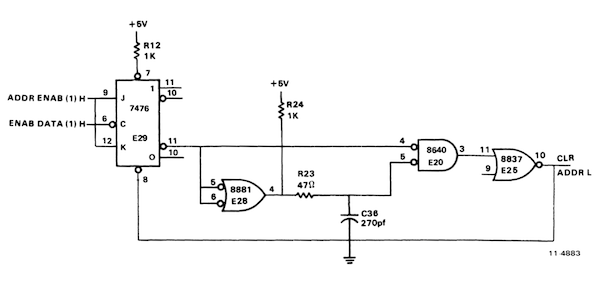 +5V
R12
1K
7
ADDR ENAB (1) H
9
J
1
11
10
7476
ENAB DATA (1) H
6
C
E29
12
K
11
O
10
8
+5V
R24
1K
5
6
8881
E28
4
R23
47Ω
C36
270pf
4
5
8640
E20
3
11
9
8837
E25
10
CLR
ADDR L
11-4883